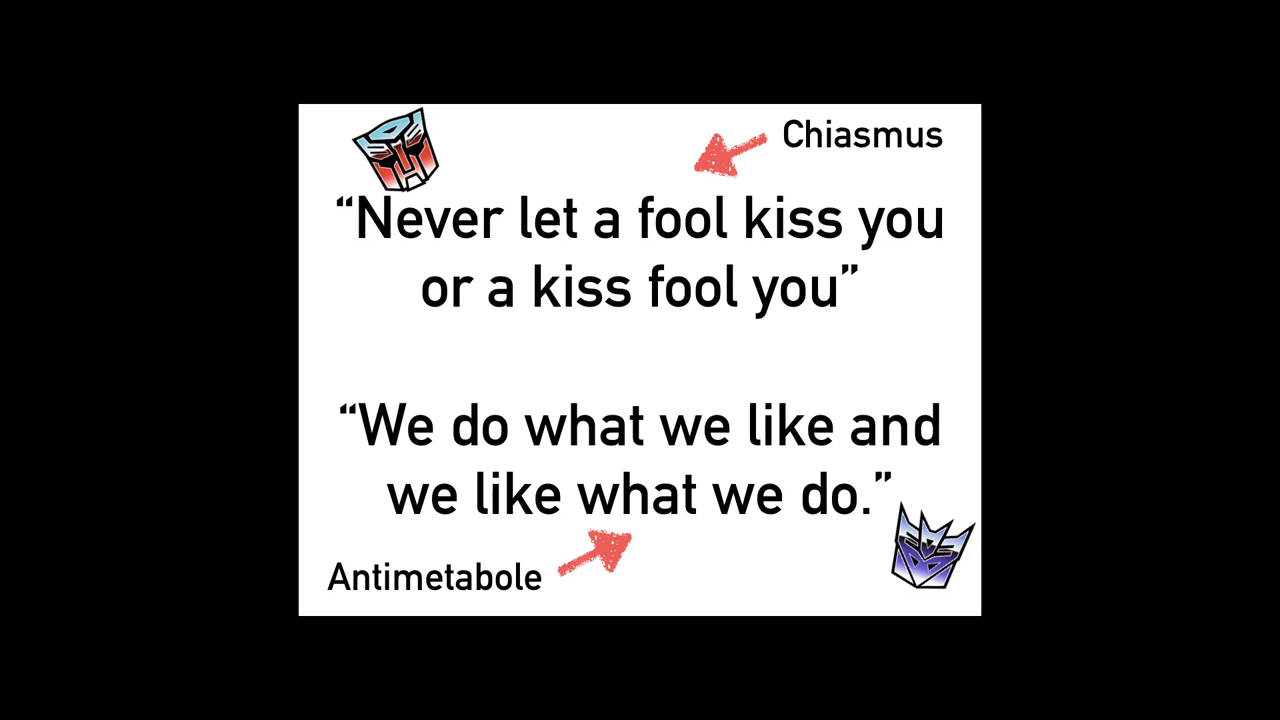 Chiasmus
“Never let a fool kiss you
or a kiss fool you”
“We do what we like and
we like what we do.”
Antimetabole